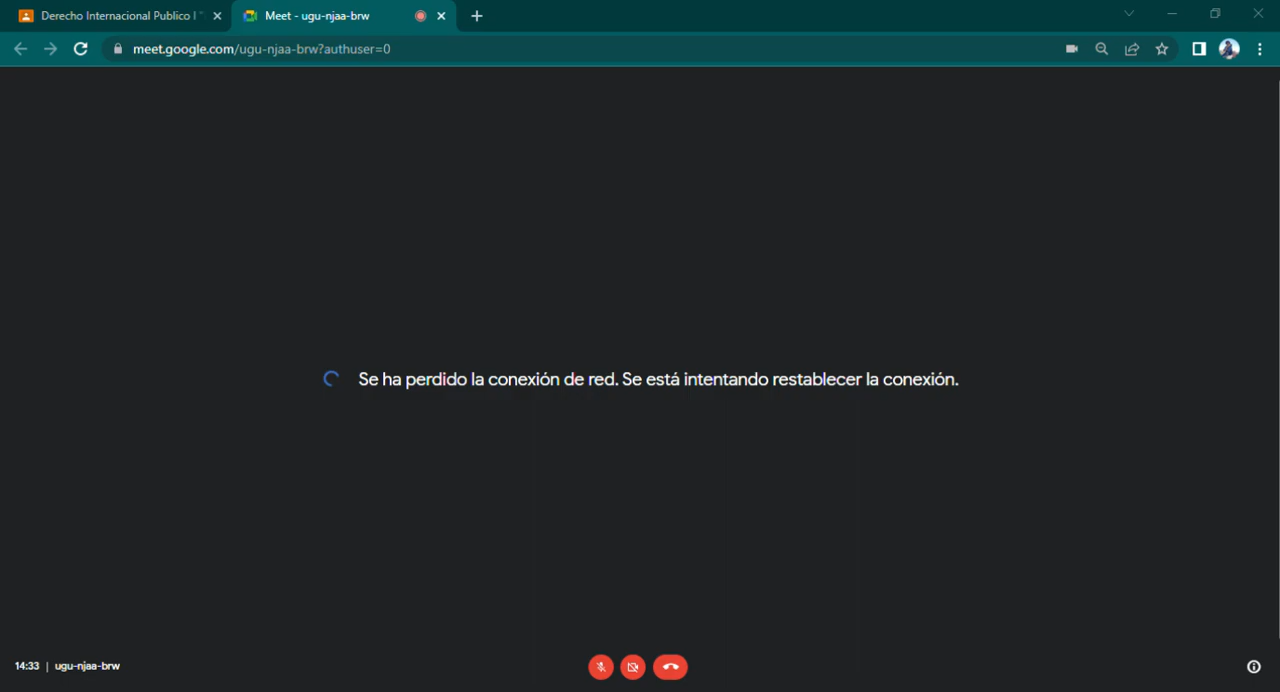 Derecho Internacional Publico I "
Meet - ugu-njaa-brw
meet.google.com/ugu-njaa-brw?authuser=0
Se ha perdido la conexión de red. Se está intentando restablecer la conexión.
14:33 | ugu-njaa-brw